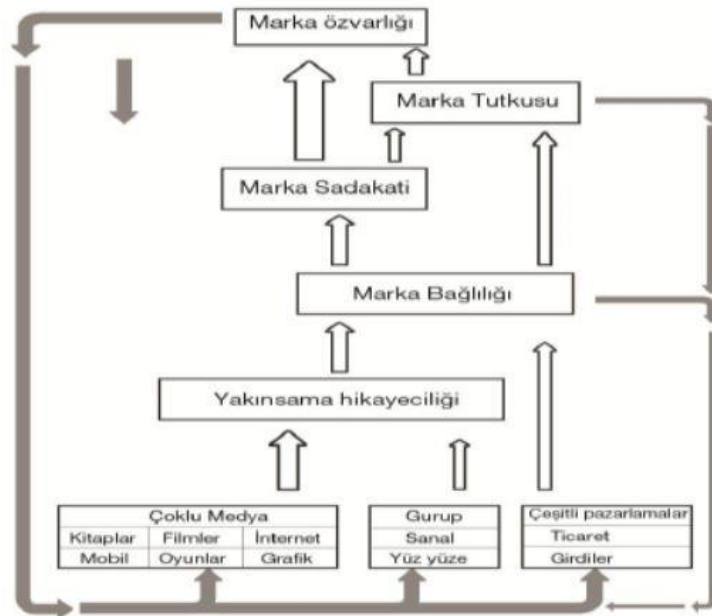 Marka özvarlığı
Marka Tutkusu
Marka Sadakati
Marka Bağlılığı
Yakınsama hikayeciliği
Çoklu Medya
Kitaplar Filmler İnternet
Mobil Oyunlar Grafik
Gurup
Sanal
Yüz yüze
Çeşitli pazarlamalar
Ticaret
Girdiler